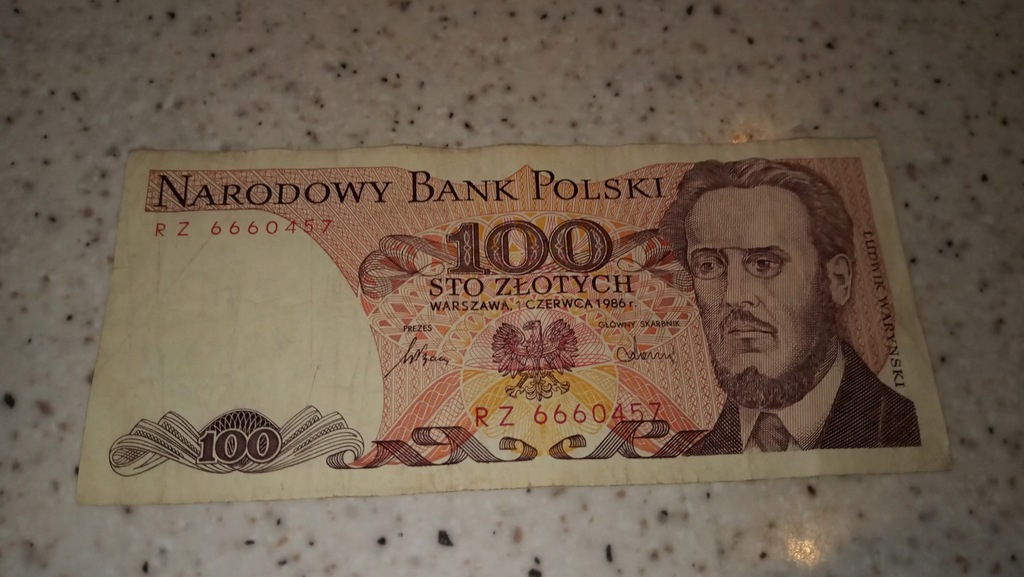 NARODOWY BANK POLSKI
RZ 6660457
100
STO ZŁOTYCH
WARSZAWA, 1 CZERWCA 1986 r.
PREZES
GŁÓWNY SKARBNIK
RZ 6660457
100
LUDWIK WARYŃSKI